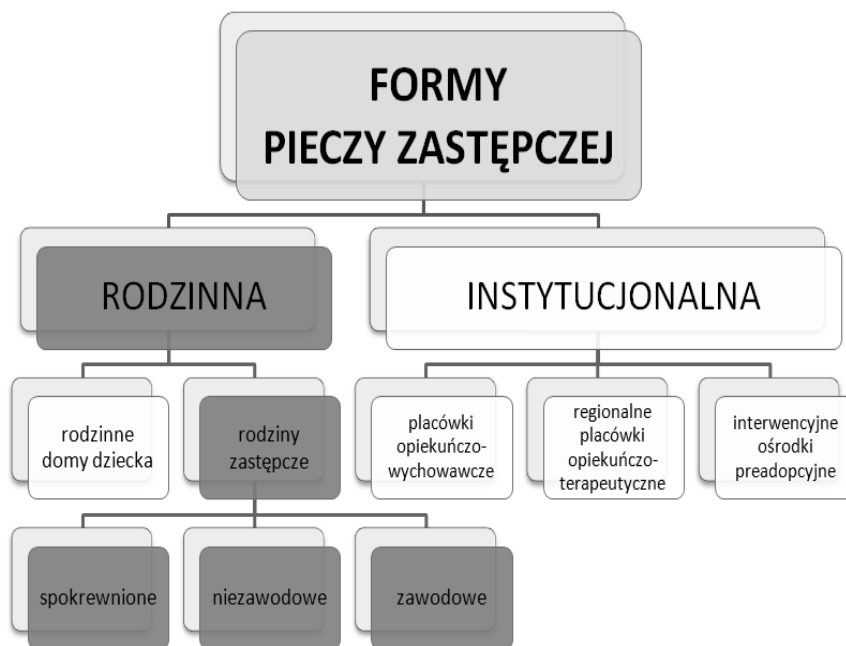 FORMY
PIECZY ZASTĘPCZEJ
RODZINNA
INSTYTUCJONALNA
rodzinne
domy dziecka
rodziny
zastępcze
placówki
opiekuńczo-
wychowawcze
regionalne
placówki
opiekuńczo-
terapeutyczne
interwencyjne
ośrodki
preadopcyjne
spokrewnione
niezawodowe
zawodowe